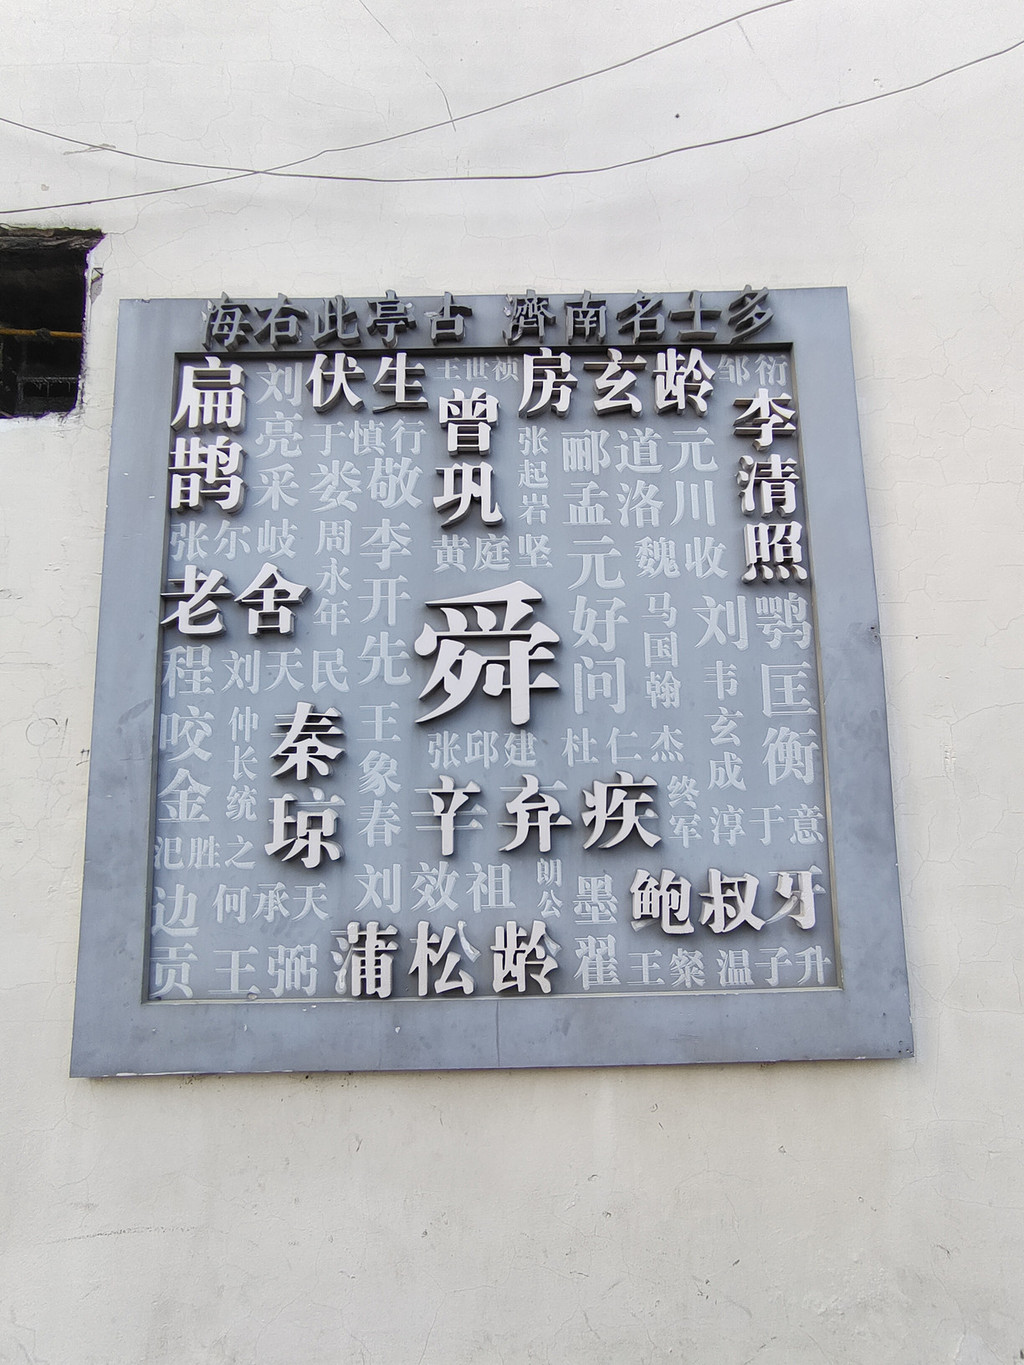 海右此亭古 濟南名士多
扁鹊
刘亮采
伏生
王世祯
房玄龄
邹衍
于慎行
曾巩
张起岩
郦道元
李清照
娄敬
孟洛川
张尔岐
周永年
李开先
黄庭坚
元好问
魏收
老舍
舜
马国翰
刘鹗
程咬金
刘天民
韦玄成
匡衡
仲长统
秦琼
王象春
张邱建
杜仁杰
辛弃疾
终军
淳于意
氾胜之
边贡
何承天
刘效祖
朗公
墨翟
鲍叔牙
王弼
蒲松龄
王粲
温子升